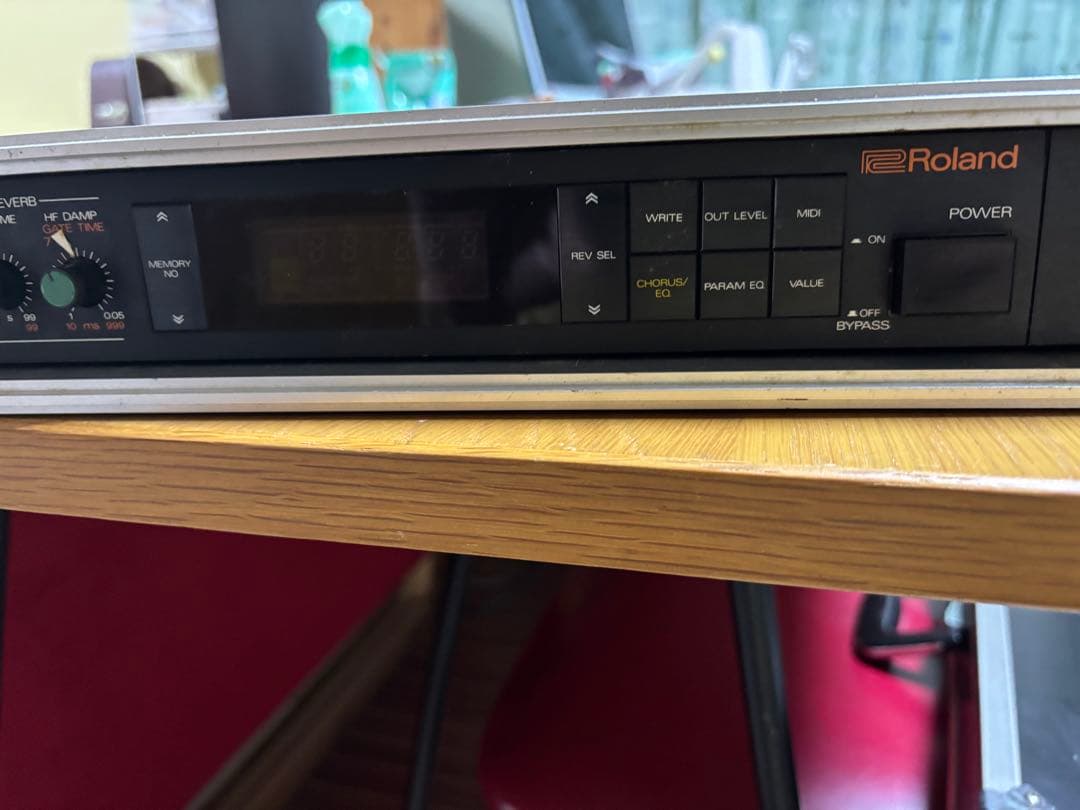 EVERB
ME
HF DAMP
GATE TIME
7
s 99
99
1
0.05
10 ms 999
MEMORY
NO
REV SEL
WRITE
OUT LEVEL
MIDI
CHORUS/
EQ
PARAM EQ
VALUE
Roland
POWER
ON
OFF
BYPASS